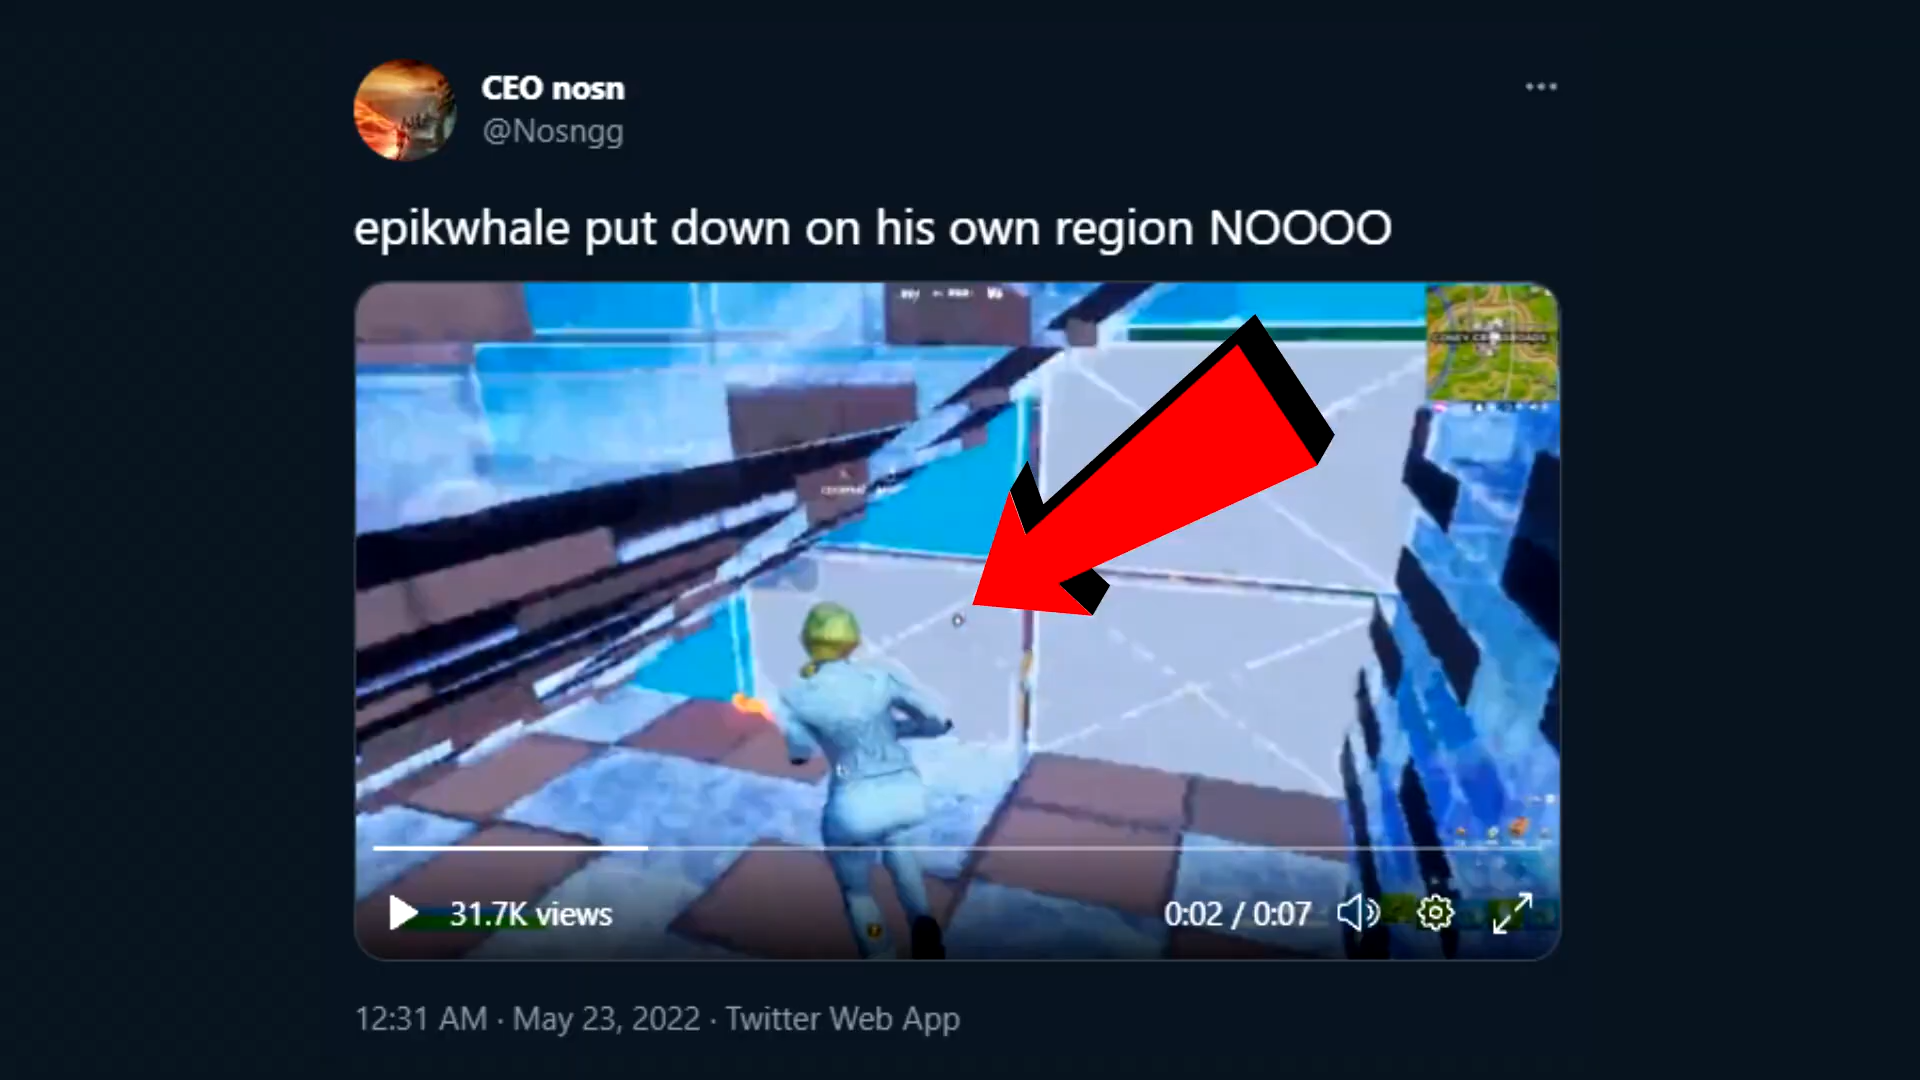 CEO nosn
@Nosngg
epikwhale put down on his own region NOOOO
31.7K views
0:02 / 0:07
12:31 AM · May 23, 2022 · Twitter Web App